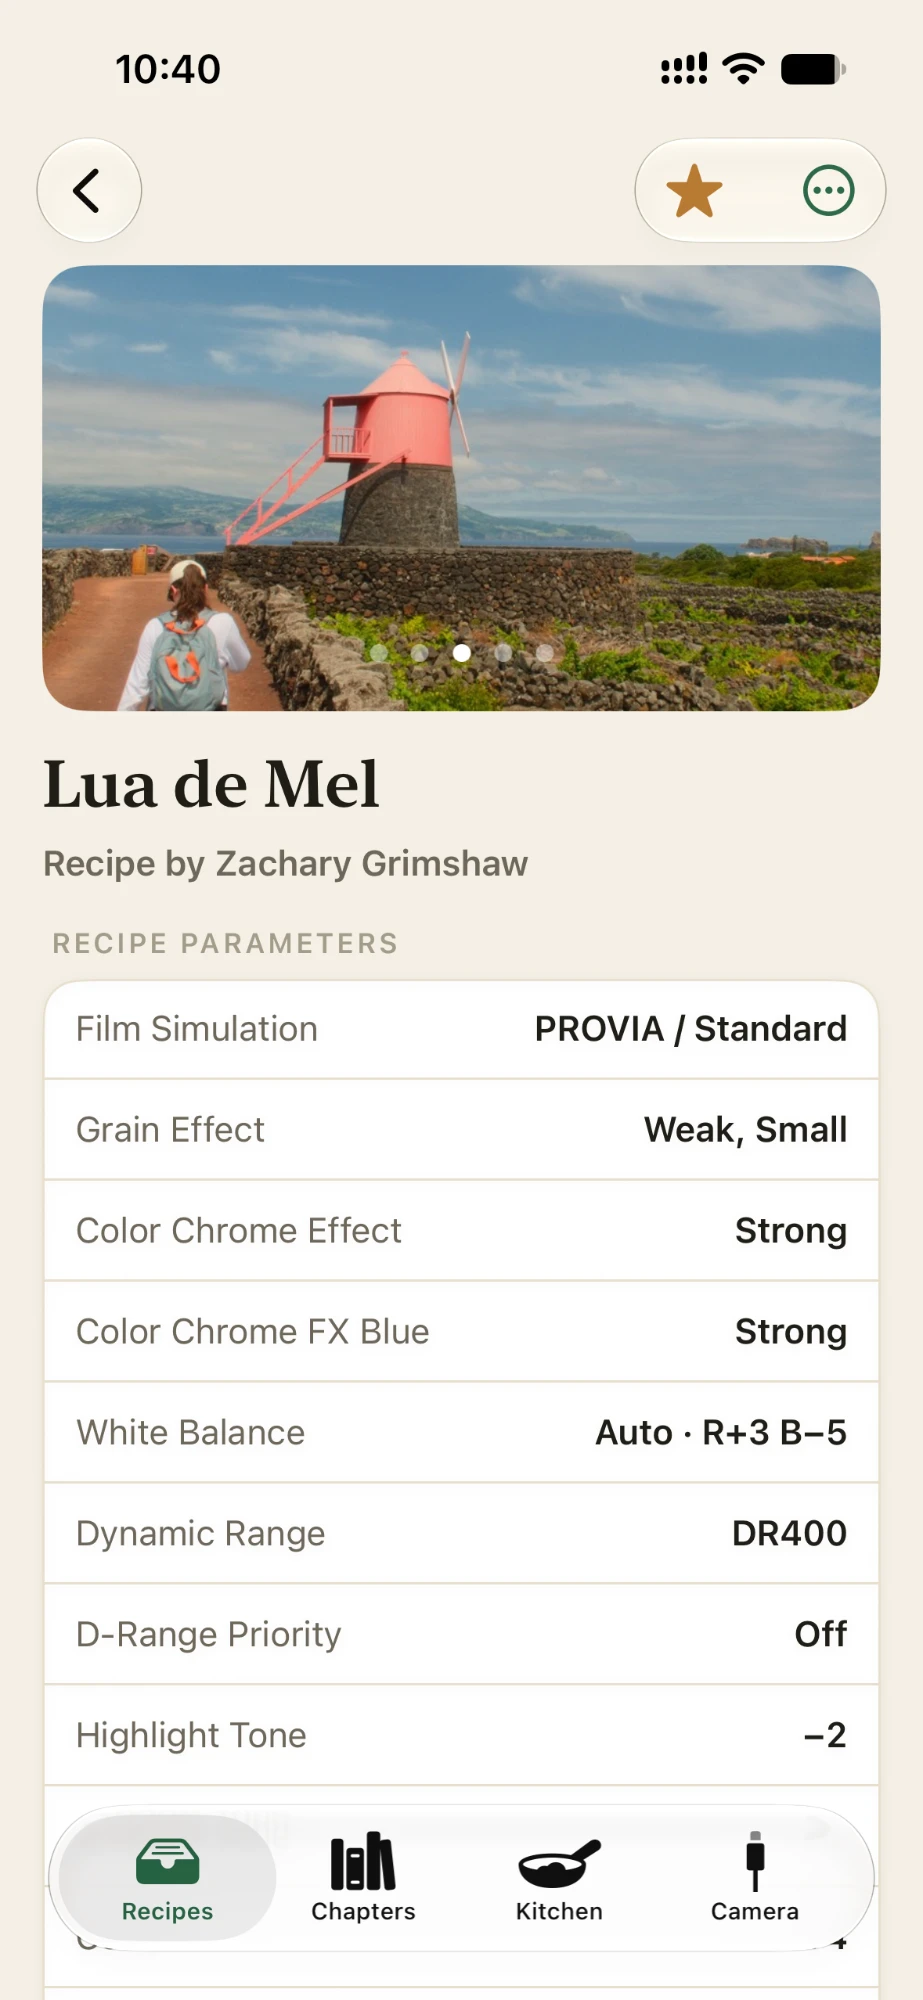 10:40
Lua de Mel
Recipe by Zachary Grimshaw
RECIPE PARAMETERS
Film Simulation PROVIA / Standard
Grain Effect Weak, Small
Color Chrome Effect Strong
Color Chrome FX Blue Strong
White Balance Auto · R+3 B−5
Dynamic Range DR400
D-Range Priority Off
Highlight Tone −2
Recipes Chapters Kitchen Camera